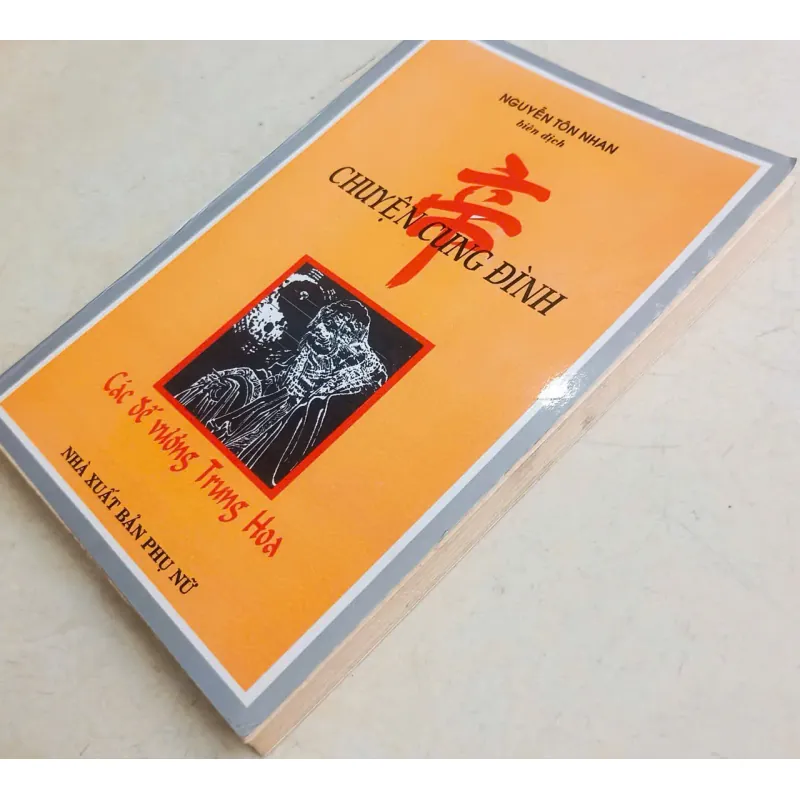 NGUYỄN TÔN NHAN
biên dịch
帝
CHUYỆN CUNG ĐÌNH
Các đế vương Trung Hoa
NHÀ XUẤT BẢN PHỤ NỮ